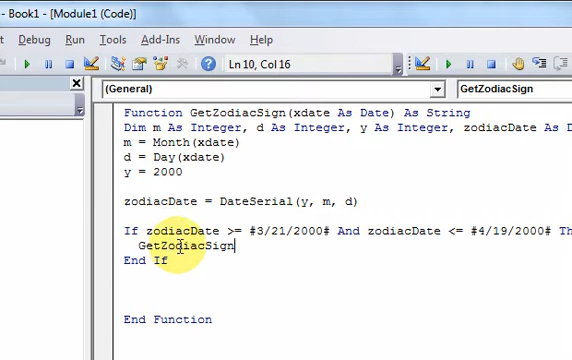 - Book1 - [Module1 (Code)]
Debug Run Tools Add-Ins Window Help
Ln 10, Col 16
(General) GetZodiacSign
Function GetZodiacSign(xdate As Date) As String
Dim m As Integer, d As Integer, y As Integer, zodiacDate As D
m = Month(xdate)
d = Day(xdate)
y = 2000
zodiacDate = DateSerial(y, m, d)
If zodiacDate >= #3/21/2000# And zodiacDate <= #4/19/2000# Th
GetZodiacSign
End If
End Function